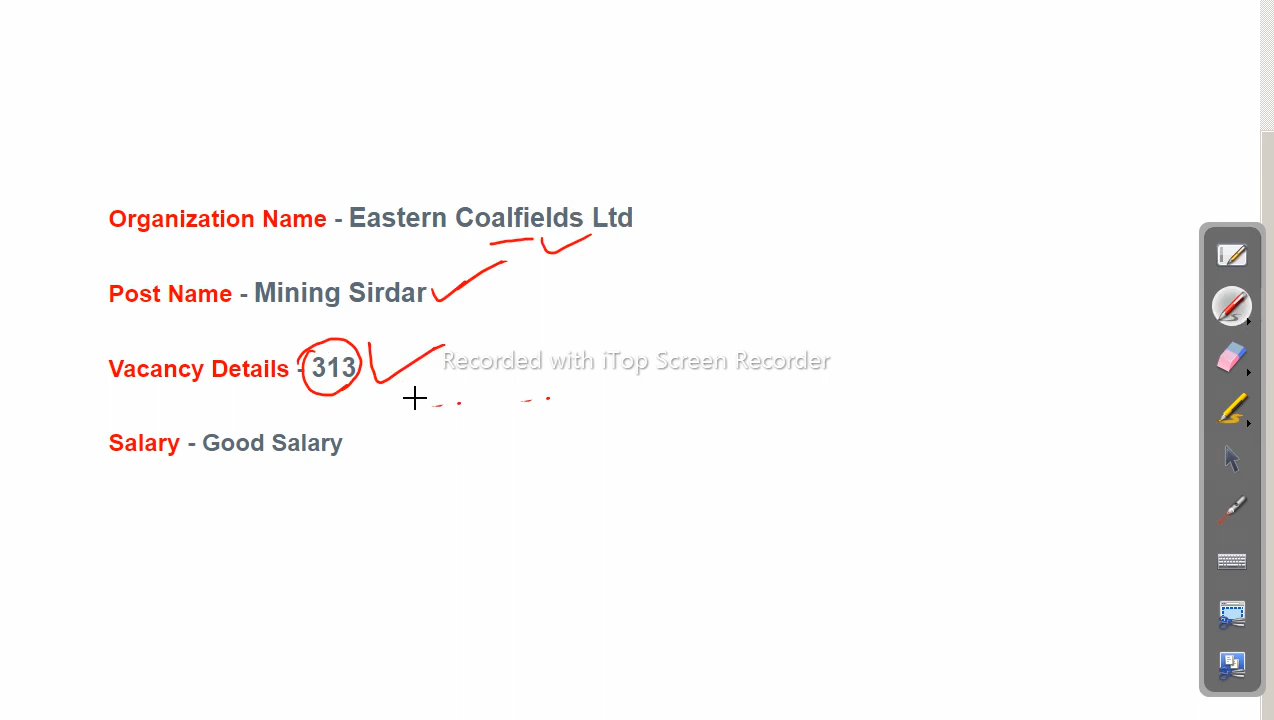 Organization Name - Eastern Coalfields Ltd
Post Name - Mining Sirdar
Vacancy Details - 313
Recorded with iTop Screen Recorder
Salary - Good Salary